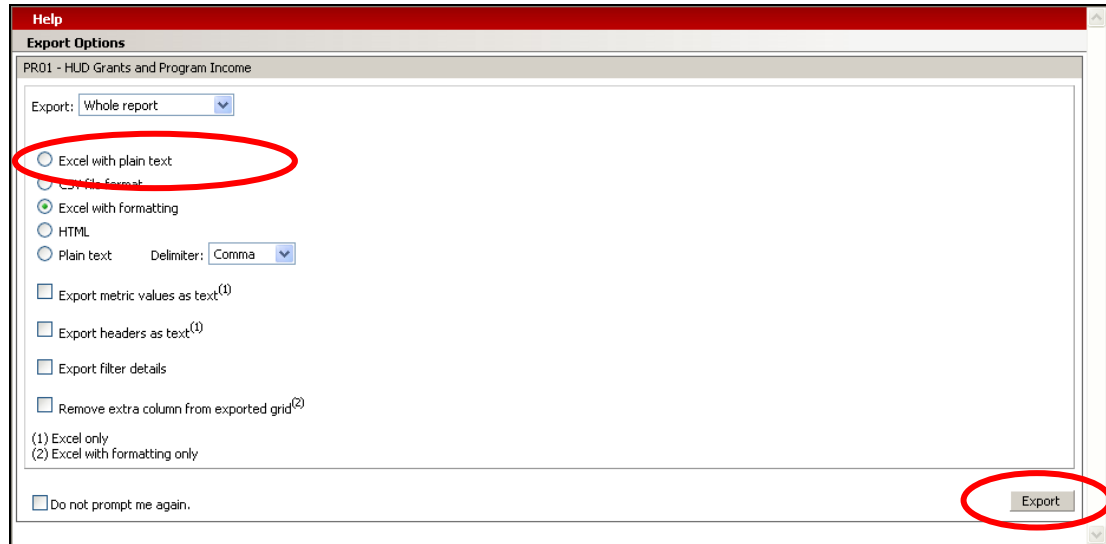 Help
Export Options
PR01 - HUD Grants and Program Income
Export: Whole report
Excel with plain text
CSV file format
Excel with formatting
HTML
Plain text Delimiter: Comma
Export metric values as text(1)
Export headers as text(1)
Export filter details
Remove extra column from exported grid(2)
(1) Excel only
(2) Excel with formatting only
Do not prompt me again. Export